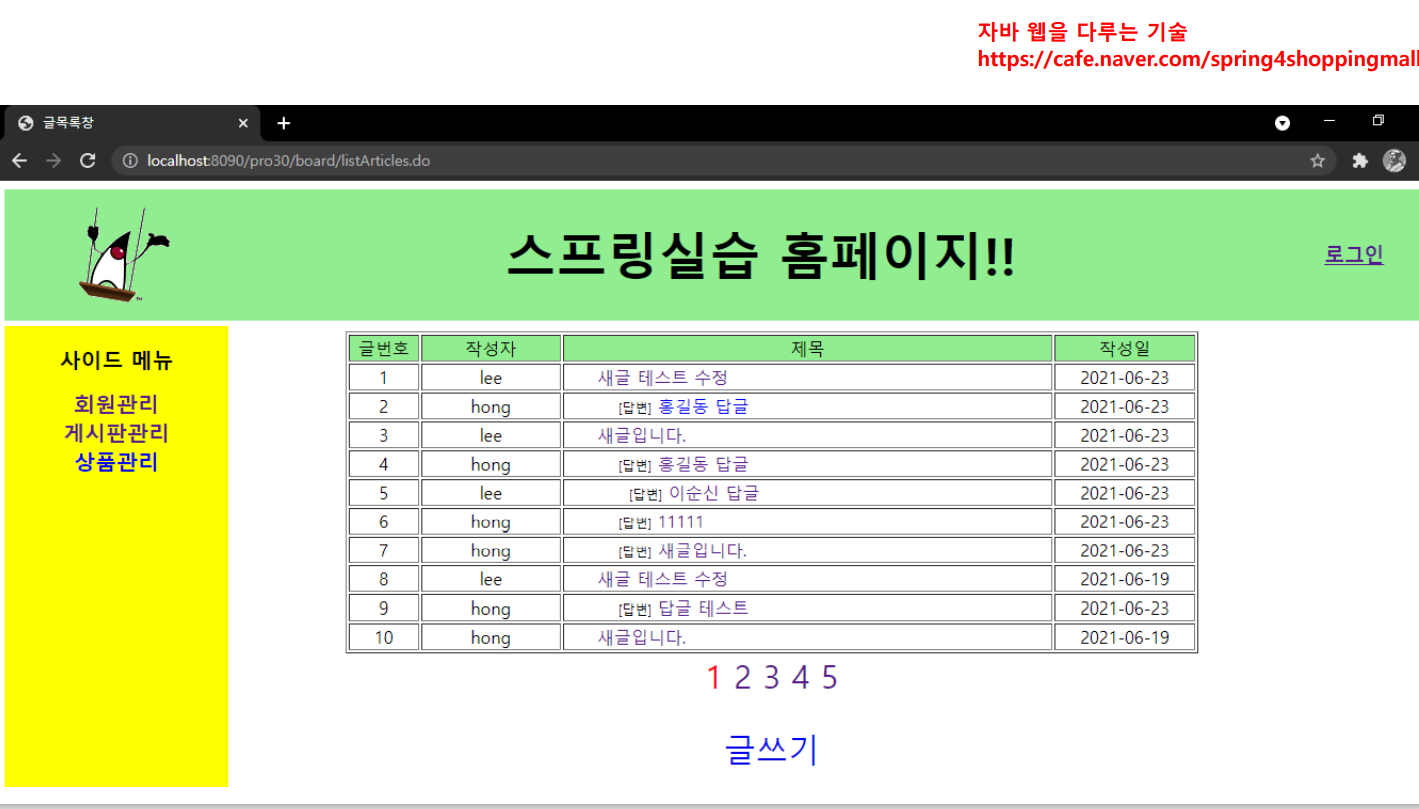 자바 웹을 다루는 기술
https://cafe.naver.com/spring4shoppingmall
글목록창
localhost:8090/pro30/board/listArticles.do
스프링실습 홈페이지!!
로그인
사이드 메뉴
회원관리
게시판관리
상품관리
글번호 작성자 제목 작성일
1 lee 새글 테스트 수정 2021-06-23
2 hong [답변] 홍길동 답글 2021-06-23
3 lee 새글입니다. 2021-06-23
4 hong [답변] 홍길동 답글 2021-06-23
5 lee [답변] 이순신 답글 2021-06-23
6 hong [답변] 11111 2021-06-23
7 hong [답변] 새글입니다. 2021-06-23
8 lee 새글 테스트 수정 2021-06-19
9 hong [답변] 답글 테스트 2021-06-23
10 hong 새글입니다. 2021-06-19
1 2 3 4 5
글쓰기